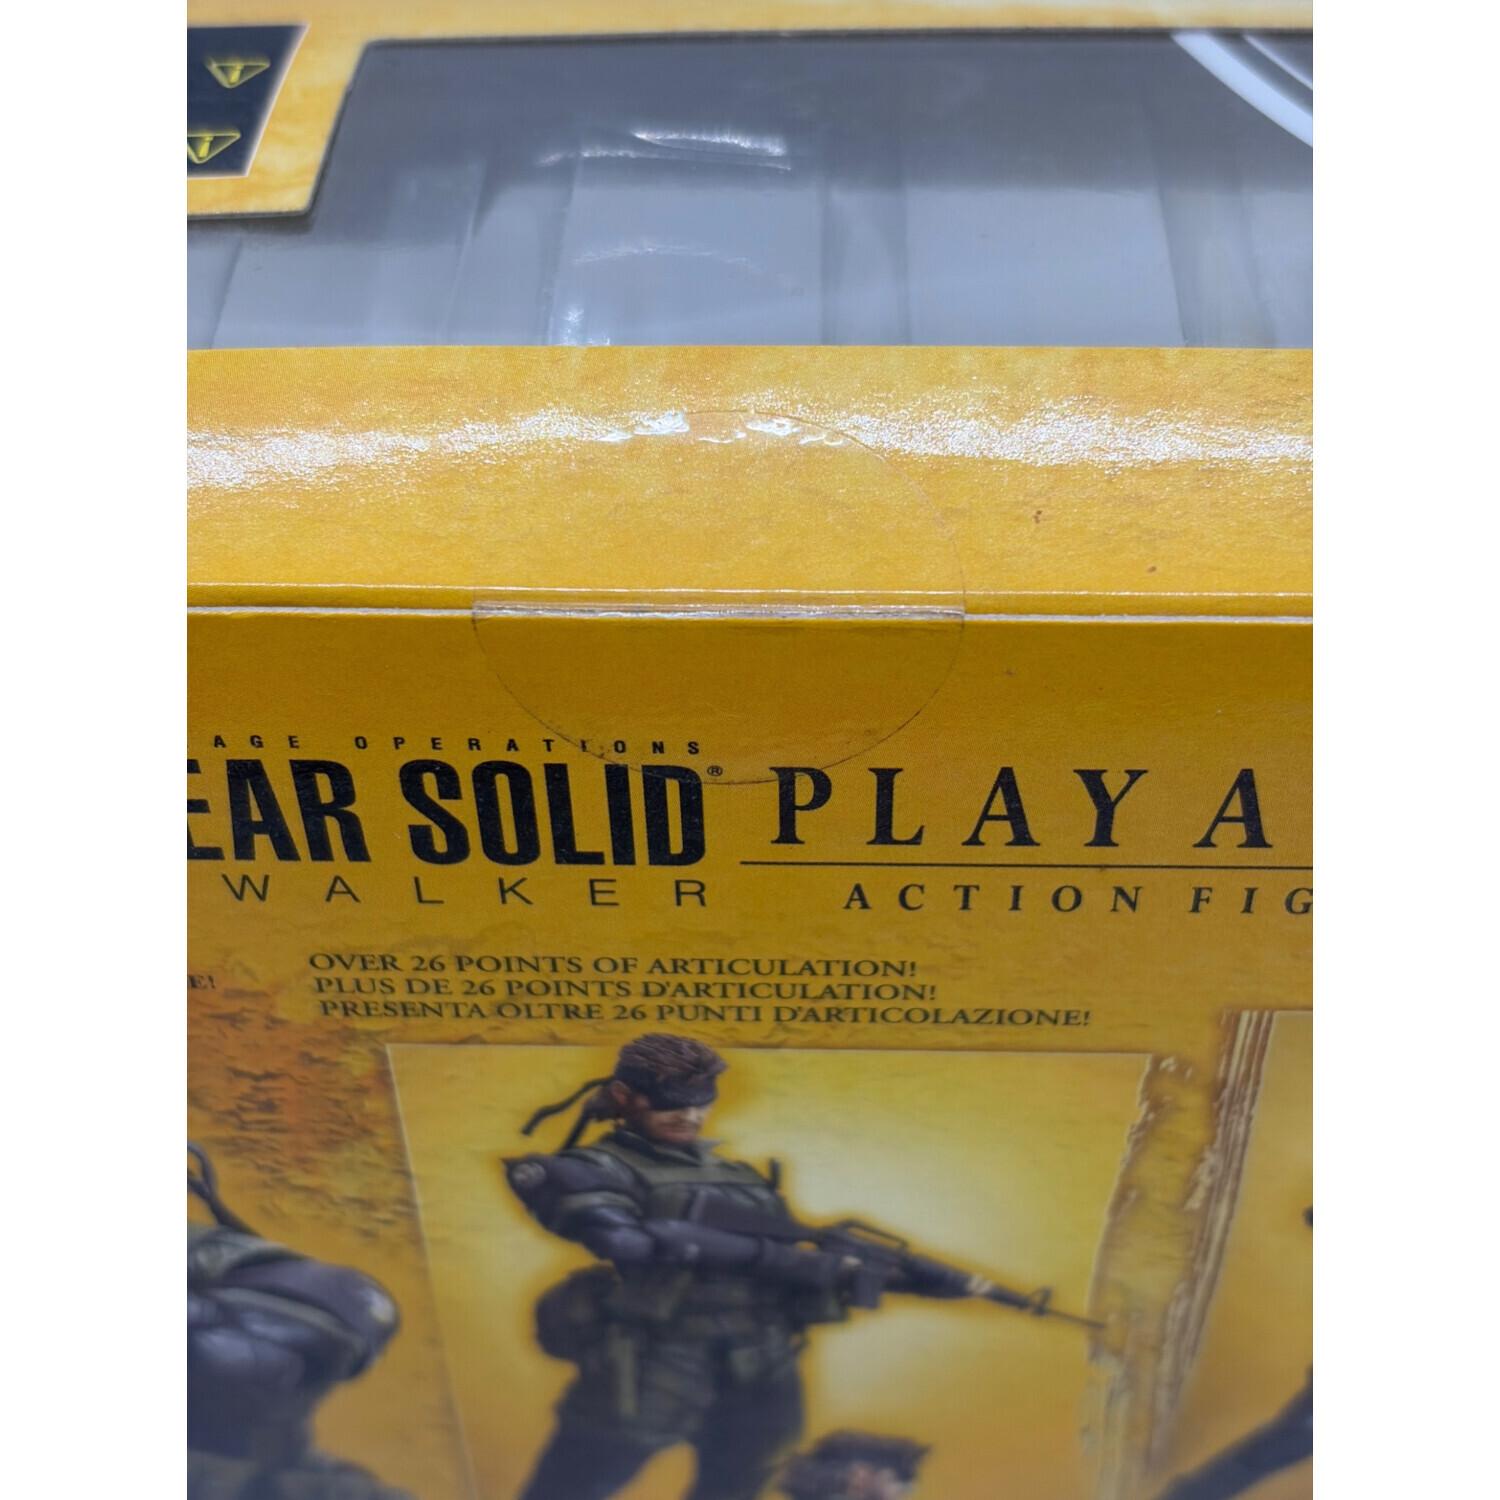 AGE OPERATIONS
EAR SOLID®
WALKER
PLAY A
ACTION FIG
E!
OVER 26 POINTS OF ARTICULATION!
PLUS DE 26 POINTS D'ARTICULATION!
PRESENTA OLTRE 26 PUNTI D'ARTICOLAZIONE!